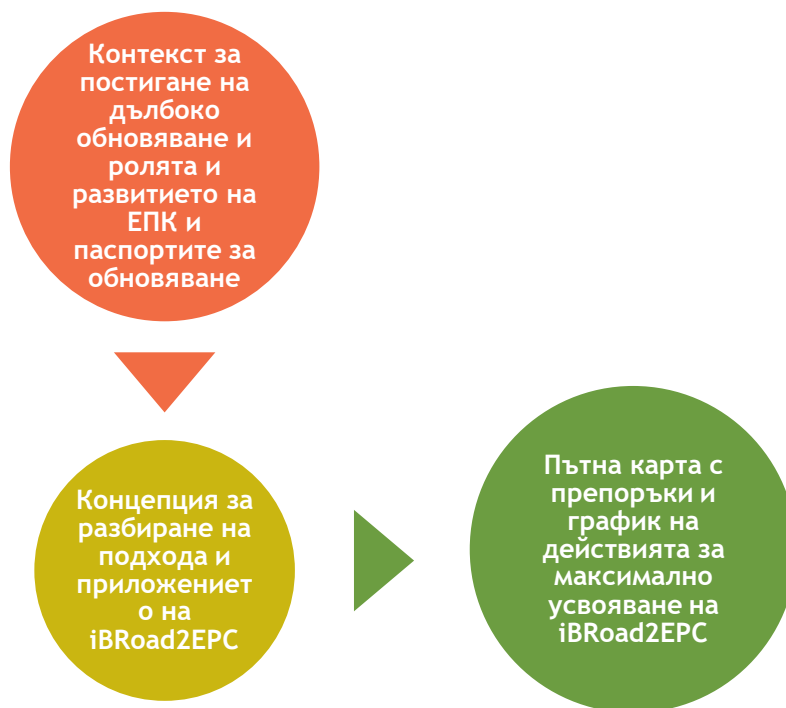 Контекст за
постигане на
дълбоко
обновяване и
ролята и
развитието на
ЕПК и
паспортите за
обновяване
Концепция за
разбиране на
подхода и
приложениет
о на
iBRoad2EPC
Пътна карта с
препоръки и
график на
действията за
максимално
усвояване на
iBRoad2EPC